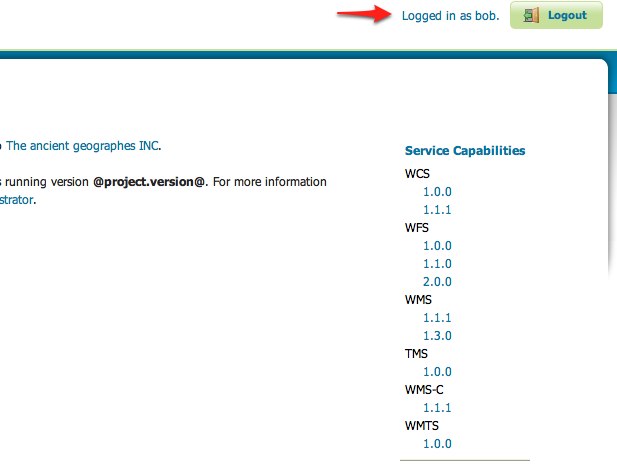 Logged in as bob.
Logout
The ancient geographes INC.
running version @project.version@. For more information
strator.
Service Capabilities
WCS
1.0.0
1.1.1
WFS
1.0.0
1.1.0
2.0.0
WMS
1.1.1
1.3.0
TMS
1.0.0
WMS-C
1.1.1
WMTS
1.0.0